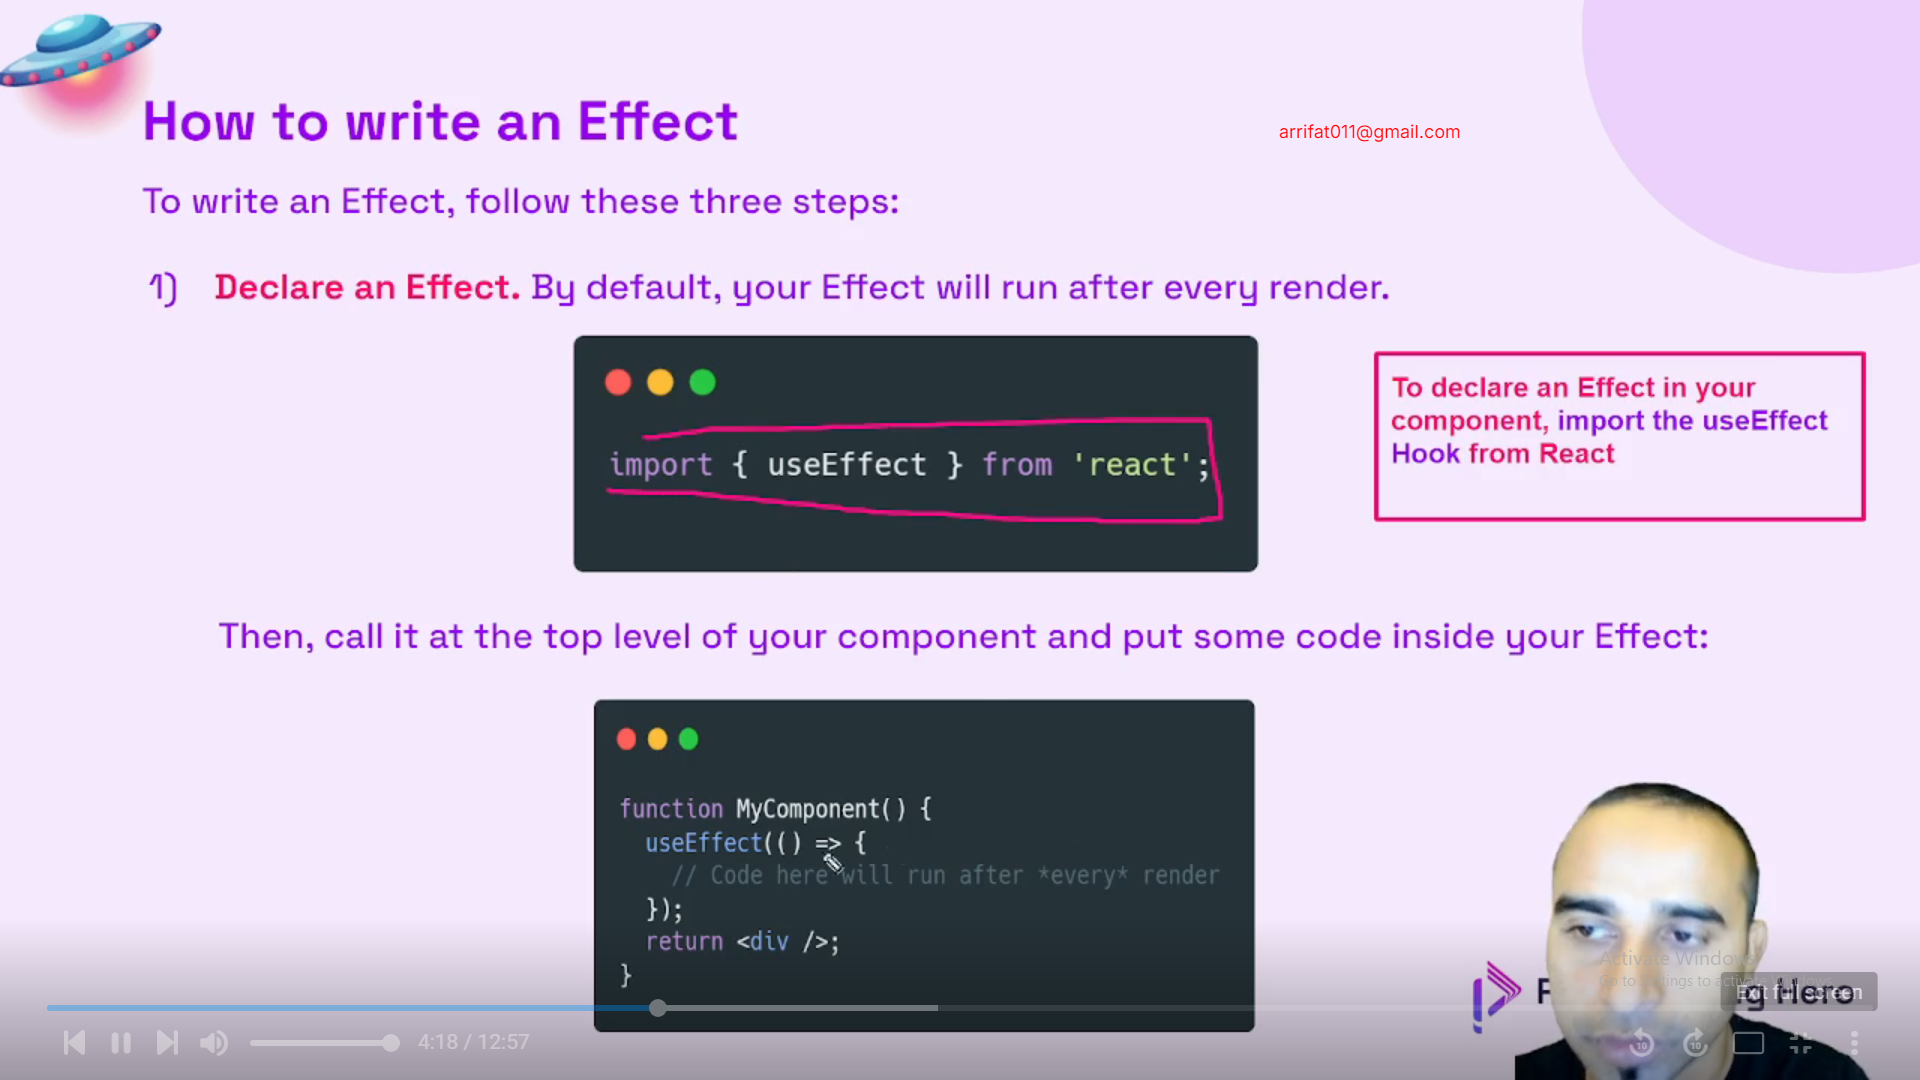 How to write an Effect
arrifat011@gmail.com
To write an Effect, follow these three steps:
1) Declare an Effect. By default, your Effect will run after every render.
import { useEffect } from 'react';
To declare an Effect in your
component, import the useEffect
Hook from React
Then, call it at the top level of your component and put some code inside your Effect:
function MyComponent() {
useEffect(() => {
// Code here will run after *every* render
});
return <div />;
}
Activate Windows
Go to Settings to activate
Exit full screen
Hero
4:18 / 12:57
10
10